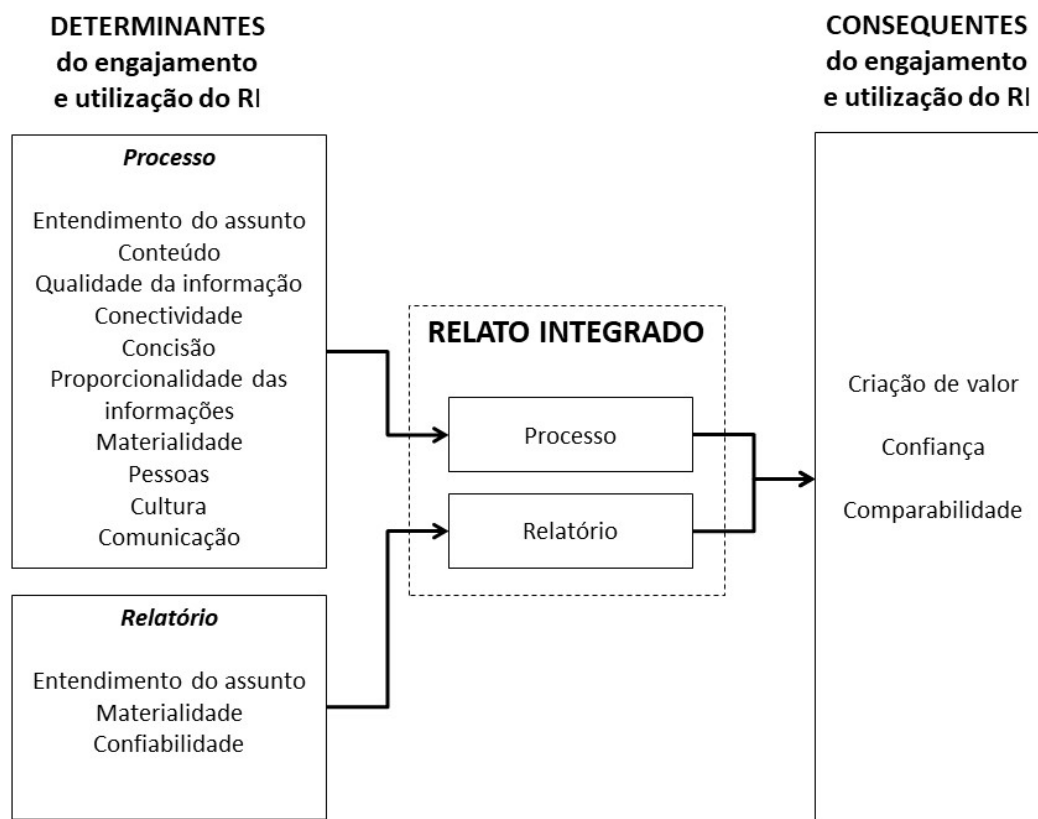 DETERMINANTES
do engajamento
e utilização do RI
Processo
Entendimento do assunto
Conteúdo
Qualidade da informação
Conectividade
Concisão
Proporcionalidade das
informações
Materialidade
Pessoas
Cultura
Comunicação
Relatório
Entendimento do assunto
Materialidade
Confiabilidade
RELATO INTEGRADO
Processo
Relatório
CONSEQUENTES
do engajamento
e utilização do RI
Criação de valor
Confiança
Comparabilidade